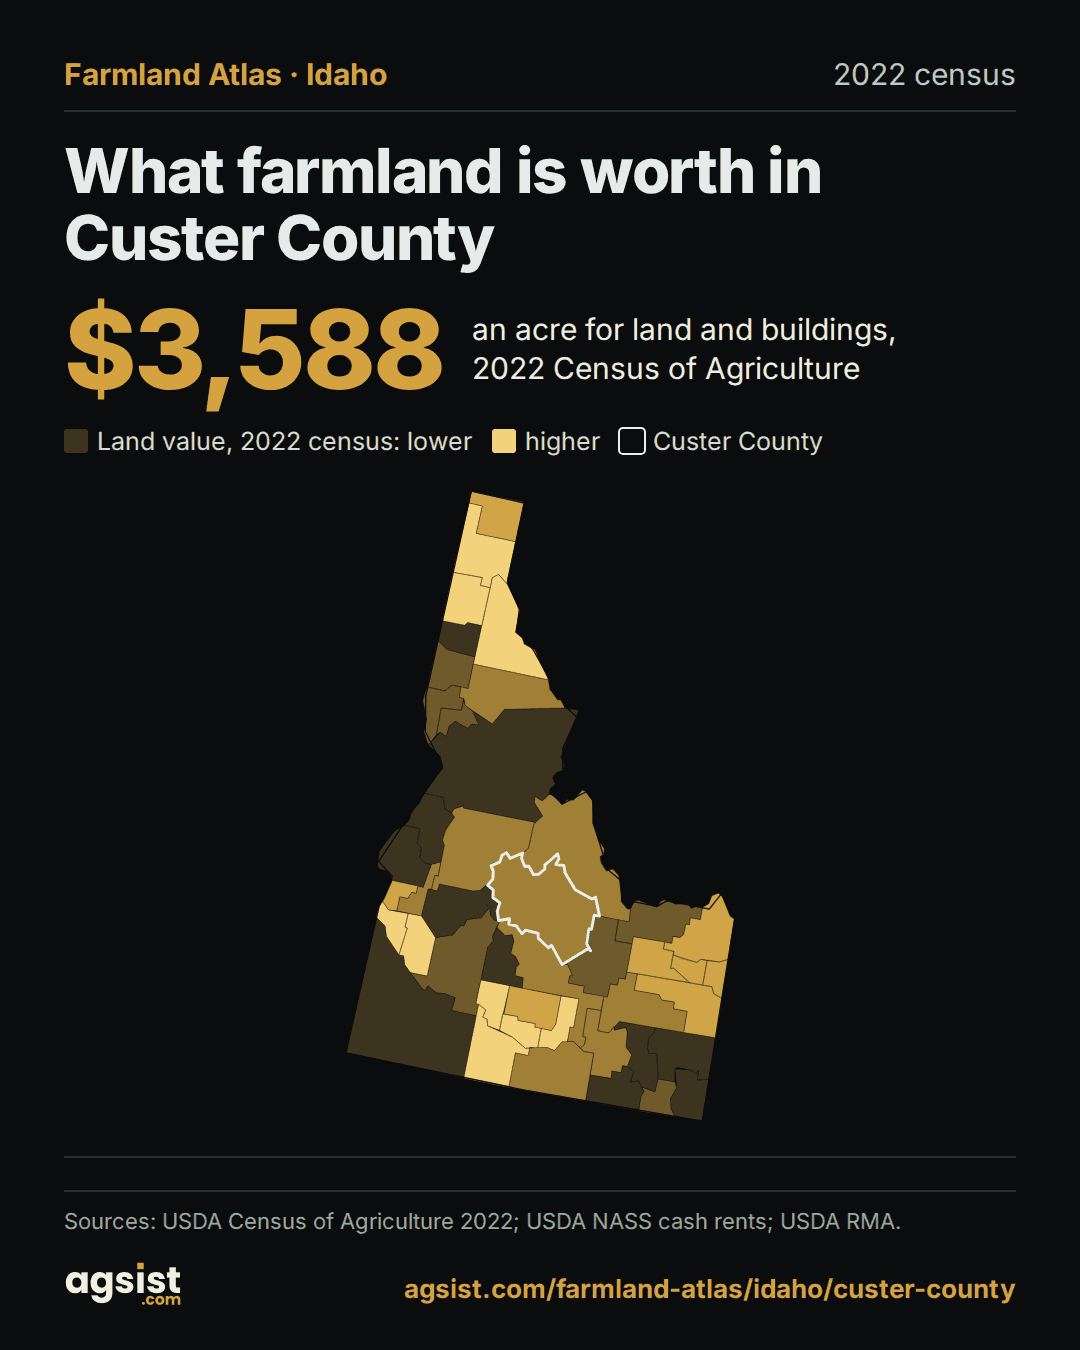 Farmland Atlas · Idaho
2022 census
What farmland is worth in
Custer County
$3,588
an acre for land and buildings,
2022 Census of Agriculture
Land value, 2022 census: lower
higher
Custer County
Sources: USDA Census of Agriculture 2022; USDA NASS cash rents; USDA RMA.
agsist
.com
agsist.com/farmland-atlas/idaho/custer-county